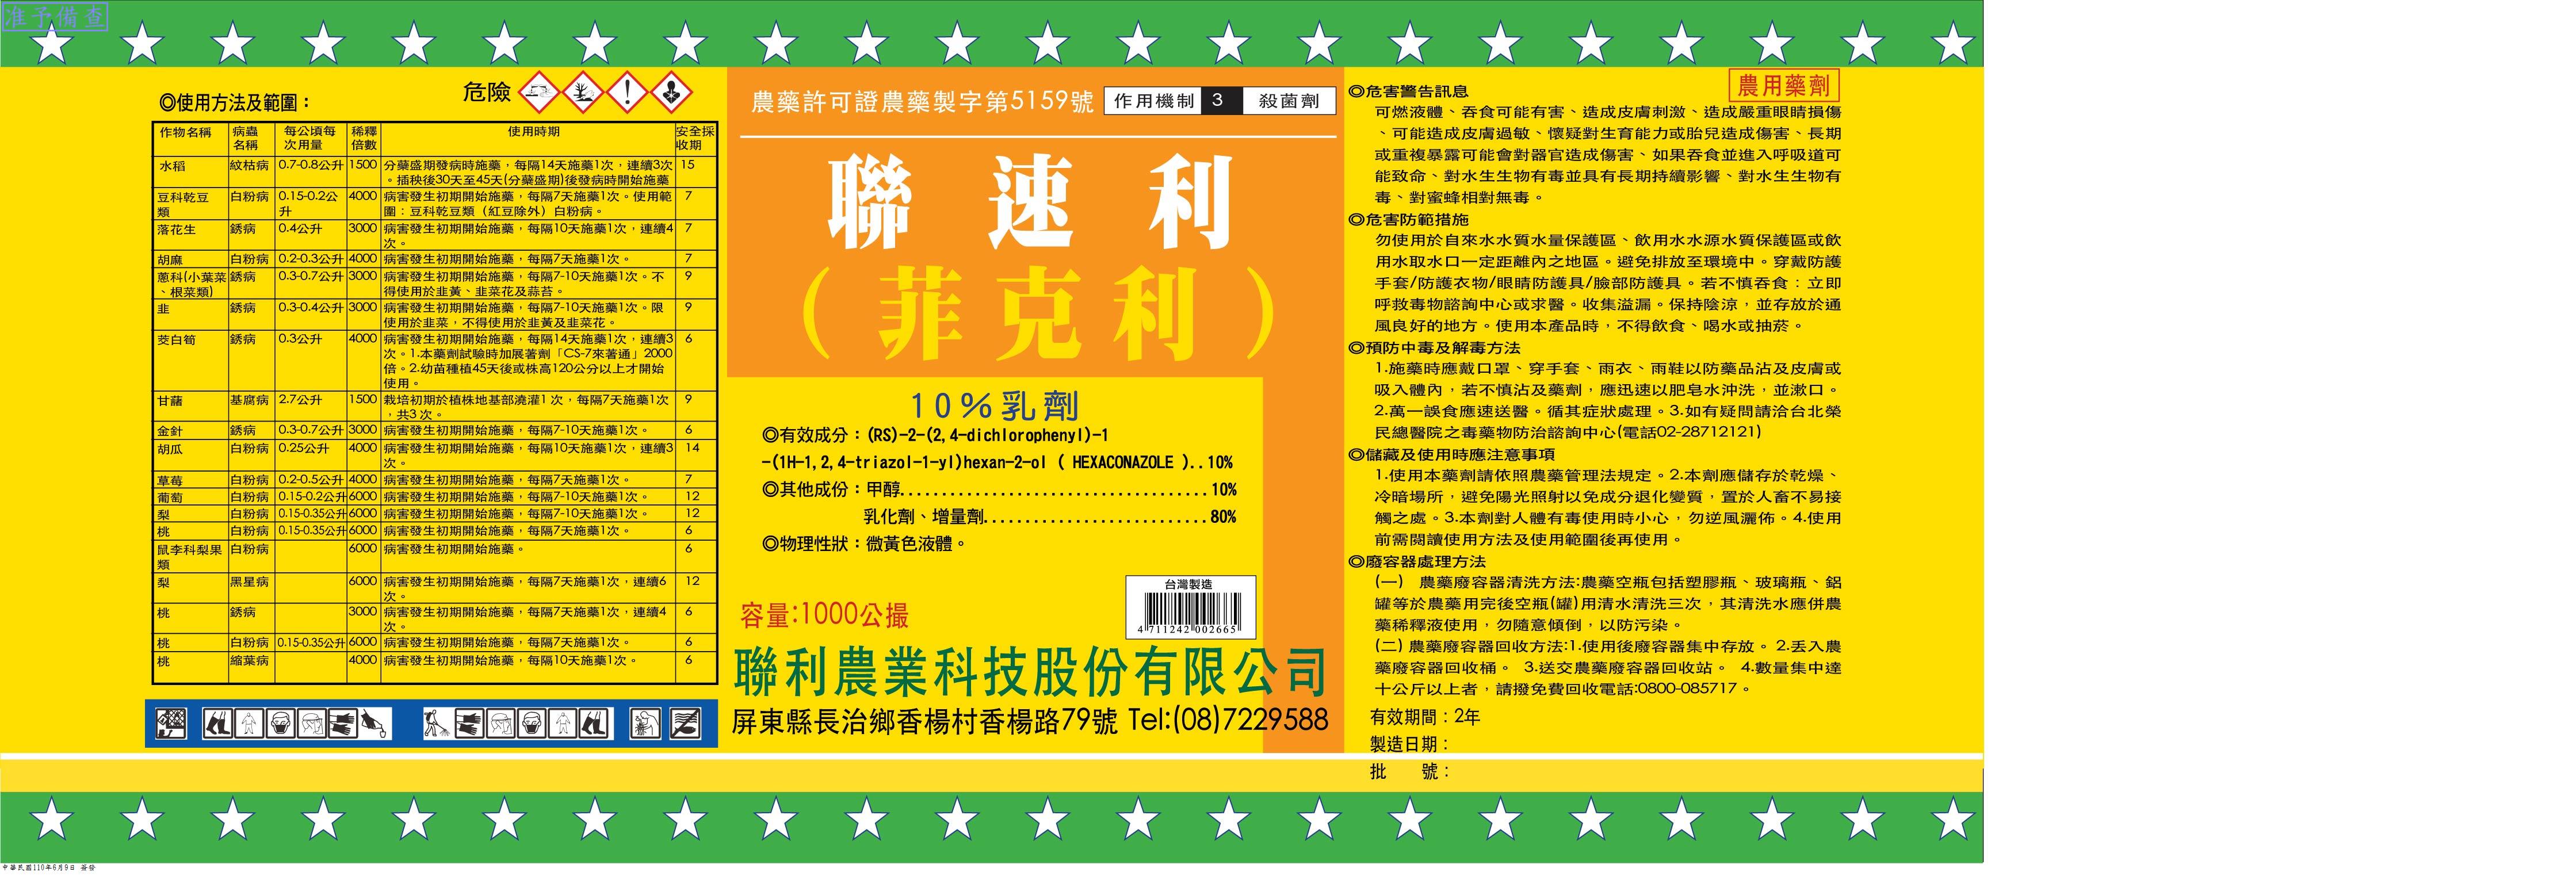 准予備查
◎使用方法及範圍：
危險
作物名稱 病蟲名稱 每公頃每次用量 稀釋倍數 使用時期 安全採收期
水稻 紋枯病 0.7-0.8公升 1500 分蘗盛期發病時施藥，每隔14天施藥1次，連續3次。插秧後30天至45天(分蘗盛期)後發病時開始施藥 15
豆科乾豆類 白粉病 0.15-0.2公升 4000 病害發生初期開始施藥，每隔7天施藥1次。使用範圍：豆科乾豆類（紅豆除外）白粉病。 7
落花生 銹病 0.4公升 3000 病害發生初期開始施藥，每隔10天施藥1次，連續4次。 7
胡麻 白粉病 0.2-0.3公升 4000 病害發生初期開始施藥，每隔7天施藥1次。 7
蔥科(小葉菜、根菜類) 銹病 0.3-0.7公升 3000 病害發生初期開始施藥，每隔7-10天施藥1次。不得使用於韭黃、韭菜花及蒜苔。 9
韭 銹病 0.3-0.4公升 3000 病害發生初期開始施藥，每隔7-10天施藥1次。限使用於韭菜，不得使用於韭黃及韭菜花。 9
茭白筍 銹病 0.3公升 4000 病害發生初期開始施藥，每隔14天施藥1次，連續3次。1.本藥劑試驗時加展著劑「CS-7來著通」2000倍。2.幼苗種植45天後或株高120公分以上才開始使用。 6
甘藷 基腐病 2.7公升 1500 栽培初期於植株地基部澆灌1 次，每隔7天施藥1次，共3 次。 9
金針 銹病 0.3-0.7公升 3000 病害發生初期開始施藥，每隔7-10天施藥1次。 6
胡瓜 白粉病 0.25公升 4000 病害發生初期開始施藥，每隔10天施藥1次，連續3次。 14
草莓 白粉病 0.2-0.5公升 4000 病害發生初期開始施藥，每隔7天施藥1次。 7
葡萄 白粉病 0.15-0.2公升 6000 病害發生初期開始施藥，每隔7-10天施藥1次。 12
梨 白粉病 0.15-0.35公升 6000 病害發生初期開始施藥，每隔7-10天施藥1次。 12
桃 白粉病 0.15-0.35公升 6000 病害發生初期開始施藥，每隔7天施藥1次。 6
鼠李科梨果類 白粉病 6000 病害發生初期開始施藥。 6
梨 黑星病 6000 病害發生初期開始施藥，每隔7天施藥1次，連續6次。 12
桃 銹病 3000 病害發生初期開始施藥，每隔7天施藥1次，連續4次。 6
桃 白粉病 0.15-0.35公升 6000 病害發生初期開始施藥，每隔7天施藥1次。 6
桃 縮葉病 4000 病害發生初期開始施藥，每隔10天施藥1次。 6
農藥許可證農藥製字第5159號 作用機制 3 殺菌劑
聯速利
（菲克利）
10%乳劑
◎有效成分：(RS)-2-(2,4-dichlorophenyl)-1
-(1H-1,2,4-triazol-1-yl)hexan-2-ol ( HEXACONAZOLE )..10%
◎其他成份：甲醇......................................10%
乳化劑、增量劑............................80%
◎物理性狀：微黃色液體。
台灣製造
4 711242 002665
容量:1000公撮
聯利農業科技股份有限公司
屏東縣長治鄉香楊村香楊路79號 Tel:(08)7229588
農用藥劑
◎危害警告訊息
可燃液體、吞食可能有害、造成皮膚刺激、造成嚴重眼睛損傷
、可能造成皮膚過敏、懷疑對生育能力或胎兒造成傷害、長期
或重複暴露可能會對器官造成傷害、如果吞食並進入呼吸道可
能致命、對水生生物有毒並具有長期持續影響、對水生生物有
毒、對蜜蜂相對無毒。
◎危害防範措施
勿使用於自來水水質水量保護區、飲用水水源水質保護區或飲
用水取水口一定距離內之地區。避免排放至環境中。穿戴防護
手套/防護衣物/眼睛防護具/臉部防護具。若不慎吞食：立即
呼救毒物諮詢中心或求醫。收集溢漏。保持陰涼，並存放於通
風良好的地方。使用本產品時，不得飲食、喝水或抽菸。
◎預防中毒及解毒方法
1.施藥時應戴口罩、穿手套、雨衣、雨鞋以防藥品沾及皮膚或
吸入體內，若不慎沾及藥劑，應迅速以肥皂水沖洗，並漱口。
2.萬一誤食應速送醫。循其症狀處理。3.如有疑問請洽台北榮
民總醫院之毒藥物防治諮詢中心(電話02-28712121)
◎儲藏及使用時應注意事項
1.使用本藥劑請依照農藥管理法規定。2.本劑應儲存於乾燥、
冷暗場所，避免陽光照射以免成分退化變質，置於人畜不易接
觸之處。3.本劑對人體有毒使用時小心，勿逆風灑佈。4.使用
前需閱讀使用方法及使用範圍後再使用。
◎廢容器處理方法
(一) 農藥廢容器清洗方法:農藥空瓶包括塑膠瓶、玻璃瓶、鋁
罐等於農藥用完後空瓶(罐)用清水清洗三次，其清洗水應併農
藥稀釋液使用，勿隨意傾倒，以防污染。
(二) 農藥廢容器回收方法:1.使用後廢容器集中存放。 2.丟入農
藥廢容器回收桶。 3.送交農藥廢容器回收站。 4.數量集中達
十公斤以上者，請撥免費回收電話:0800-085717。
有效期間：2年
製造日期：
批 號：
中華民國110年6月9日 簽發